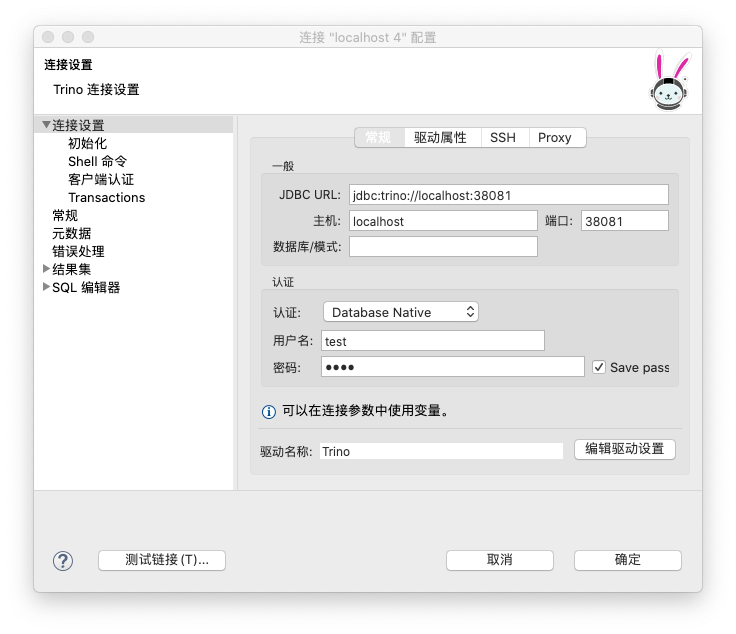 连接 "localhost 4" 配置
连接设置
Trino 连接设置
连接设置
初始化
Shell 命令
客户端认证
Transactions
常规
元数据
错误处理
结果集
SQL 编辑器
常规 驱动属性 SSH Proxy
一般
JDBC URL: jdbc:trino://localhost:38081
主机: localhost 端口: 38081
数据库/模式:
认证
认证: Database Native
用户名: test
密码: •••• Save pass
可以在连接参数中使用变量。
驱动名称: Trino 编辑驱动设置
? 测试链接(T)... 取消 确定